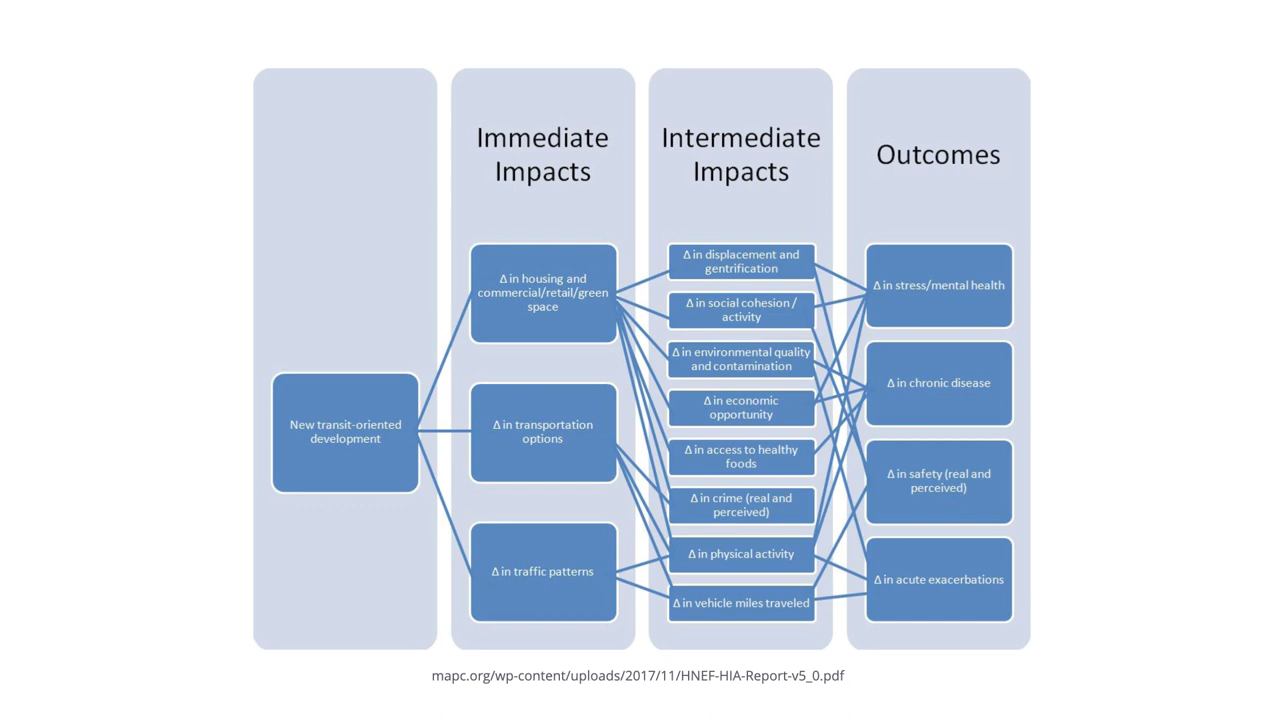 Immediate
Impacts
Intermediate
Impacts
Outcomes
New transit-oriented
development
Δ in housing and
commercial/retail/green
space
Δ in transportation
options
Δ in traffic patterns
Δ in displacement and
gentrification
Δ in social cohesion /
activity
Δ in environmental quality
and contamination
Δ in economic
opportunity
Δ in access to healthy
foods
Δ in crime (real and
perceived)
Δ in physical activity
Δ in vehicle miles traveled
Δ in stress/mental health
Δ in chronic disease
Δ in safety (real and
perceived)
Δ in acute exacerbations
mapc.org/wp-content/uploads/2017/11/HNEF-HIA-Report-v5_0.pdf